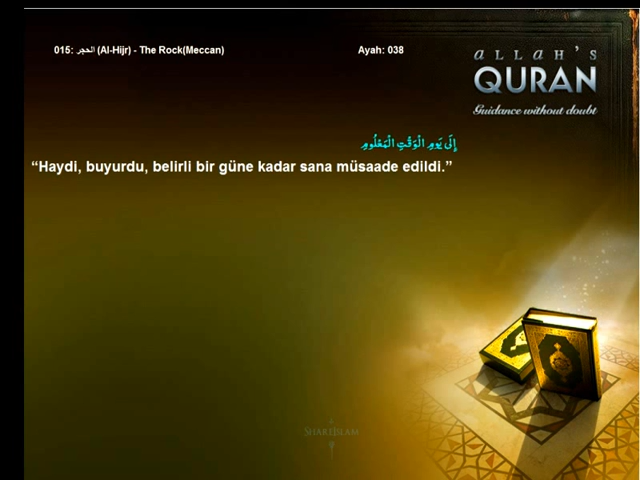 015: الحجر (Al-Hijr) - The Rock(Meccan)
Ayah: 038
ALLAH'S
QURAN
Guidance without doubt
إِلَى يَوْمِ الْوَقْتِ الْمَعْلُومِ
“Haydi, buyurdu, belirli bir güne kadar sana müsaade edildi.”
SHAREISLAM